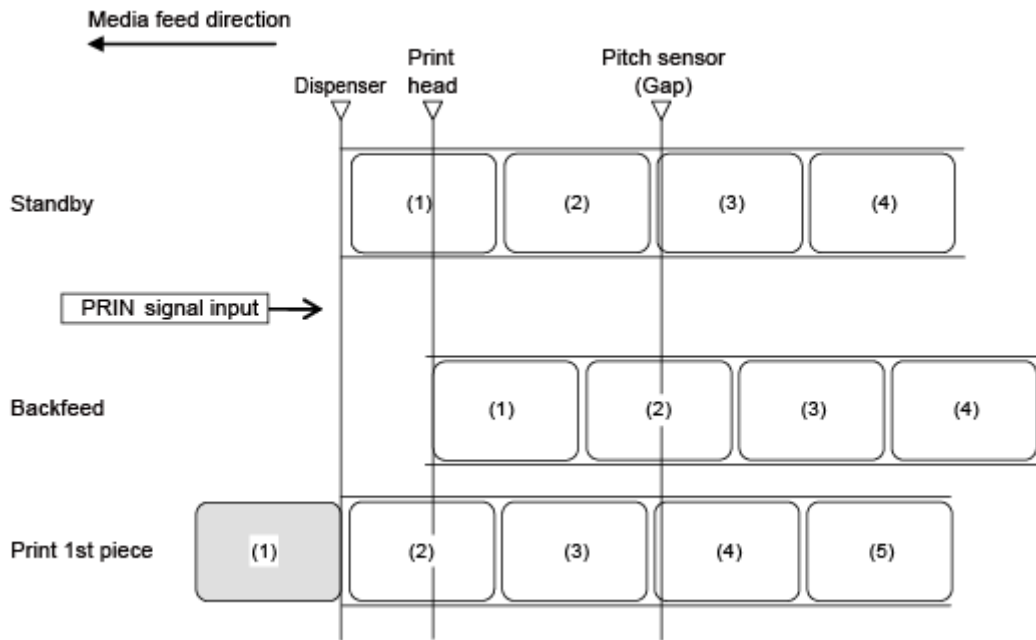 Media feed direction
Dispenser
Print
head
Pitch sensor
(Gap)
Standby
(1)
(2)
(3)
(4)
PRIN signal input
Backfeed
(1)
(2)
(3)
(4)
Print 1st piece
(1)
(2)
(3)
(4)
(5)